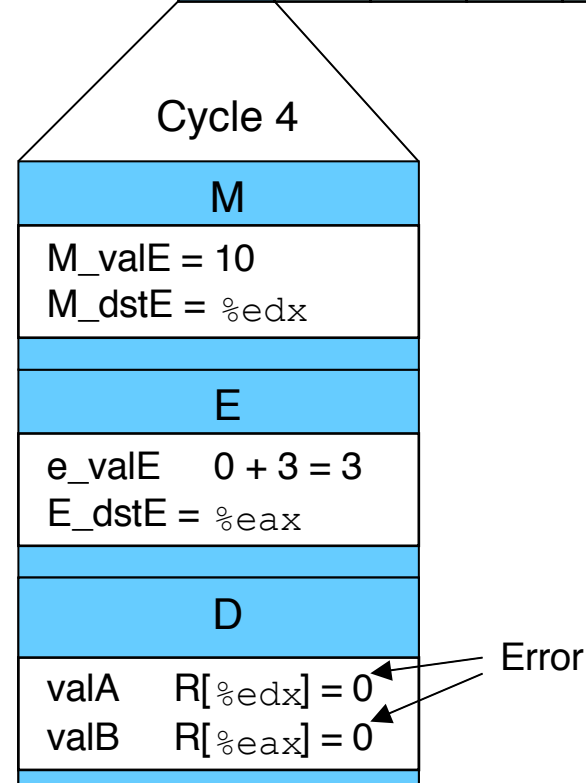 Cycle 4
M
M_valE = 10
M_dstE = %edx
E
e_valE 0 + 3 = 3
E_dstE = %eax
D
Error
valA R[%edx] = 0
valB R[%eax] = 0